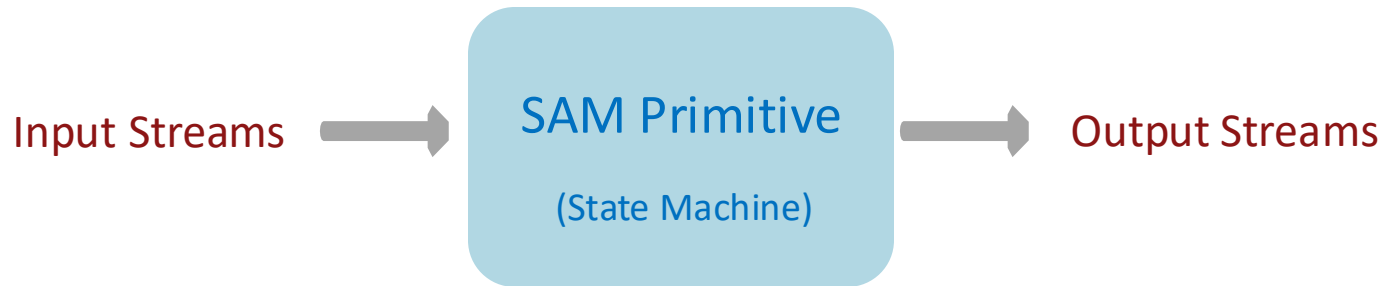 Input Streams
SAM Primitive
(State Machine)
Output Streams